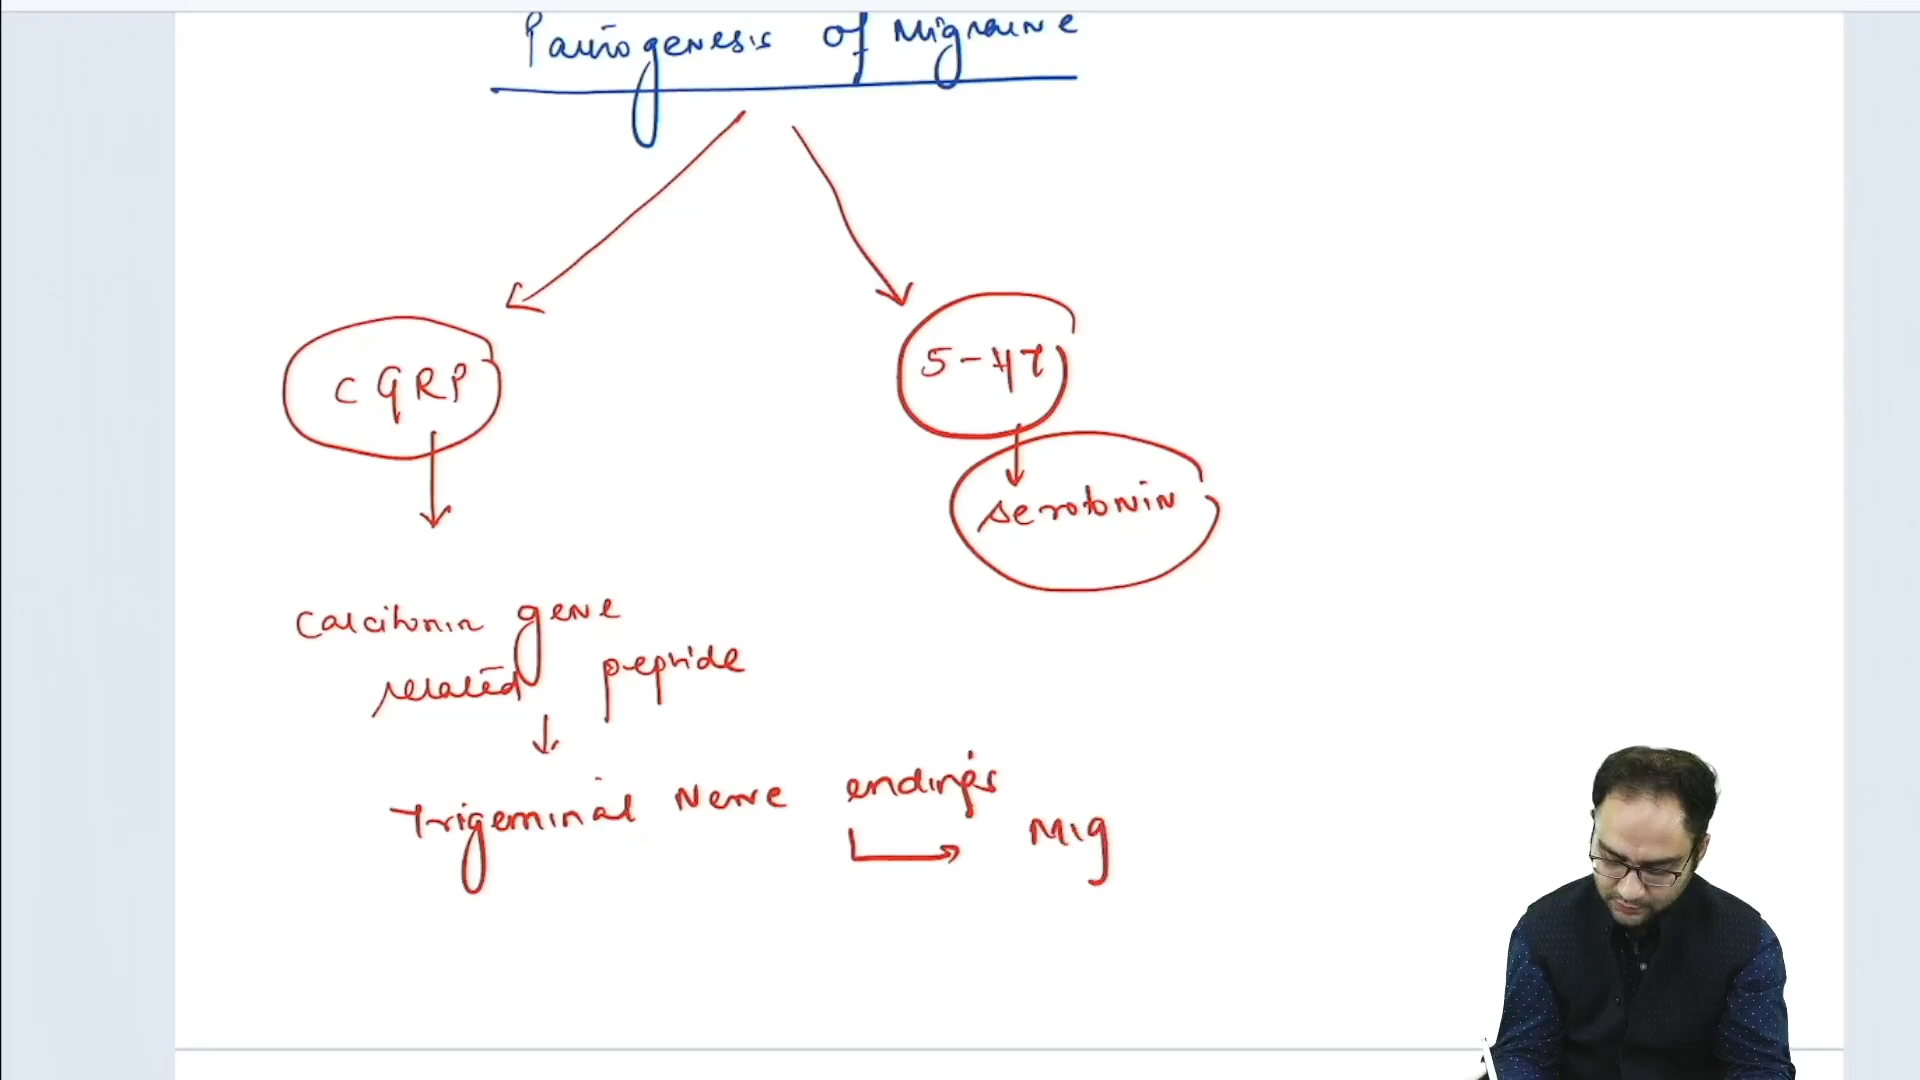 Pathogenesis of Migraine
CGRP
5-HT
serotonin
Calcitonin gene
related peptide
Trigeminal Nerve endings
Mig